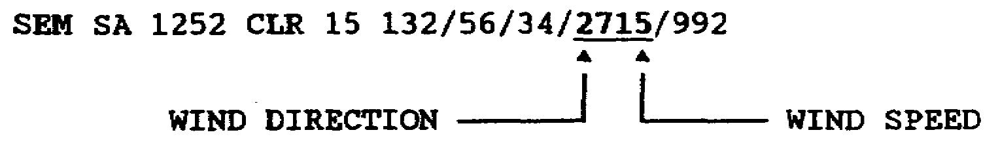 SEM SA 1252 CLR 15 132/56/34/2715/992
WIND DIRECTION WIND SPEED